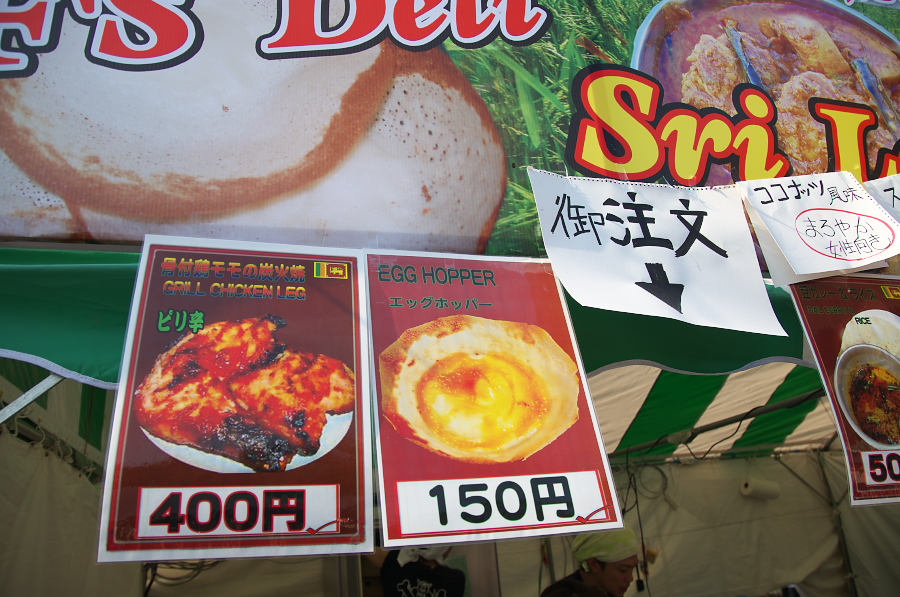 's Deli
Sri L
御注文
ココナッツ風味!
まろやか!
女性向き
骨付鶏モモの炭火焼
GRILL CHICKEN LEG
ピリ辛
400円
EGG HOPPER
エッグホッパー
150円
RICE
50